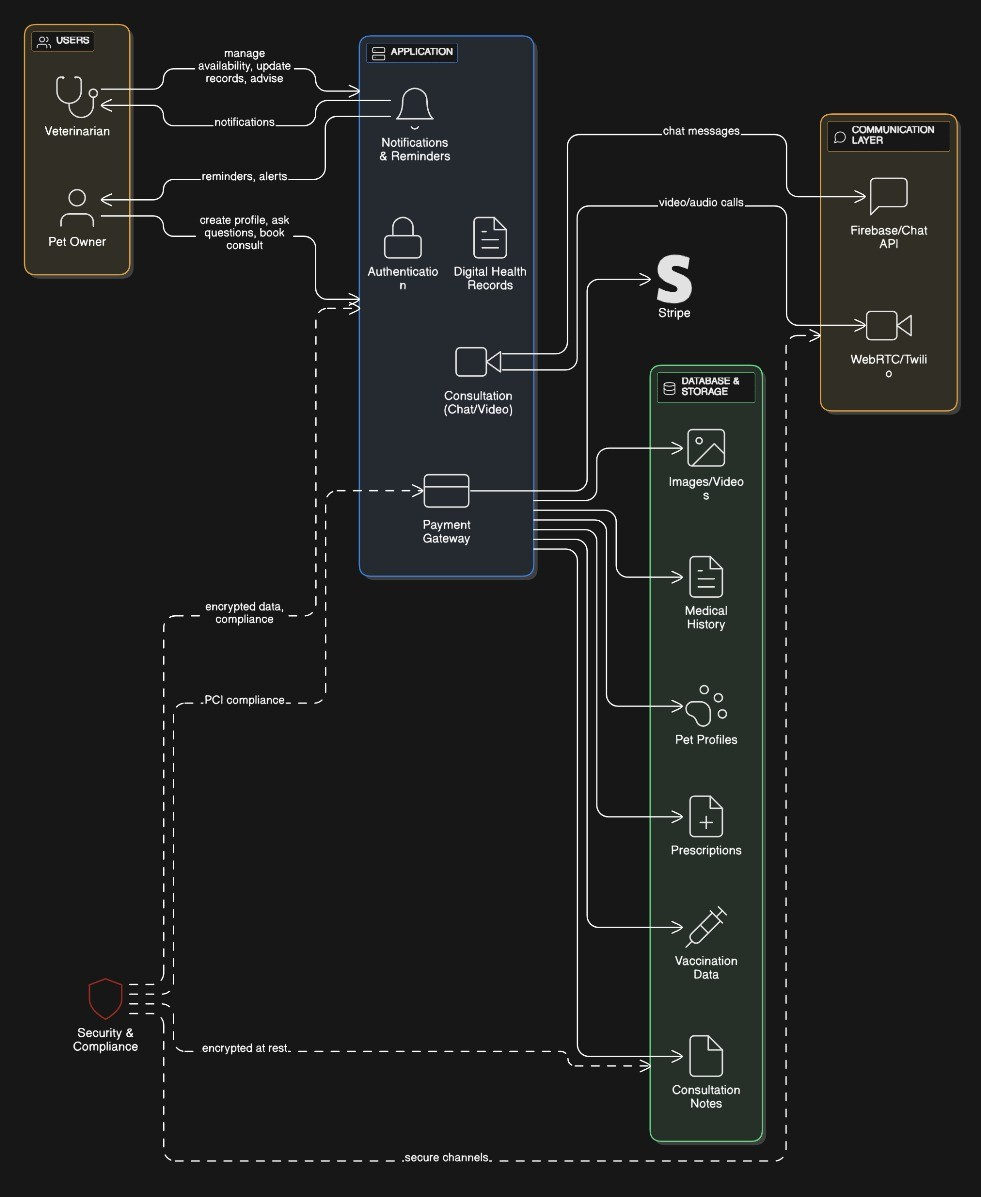 USERS
Veterinarian
Pet Owner
manage
availability, update
records, advise
notifications
reminders, alerts
create profile, ask
questions, book
consult
APPLICATION
Notifications
& Reminders
Authenticatio
n
Digital Health
Records
Consultation
(Chat/Video)
Payment
Gateway
chat messages
video/audio calls
S
Stripe
COMMUNICATION
LAYER
Firebase/Chat
API
WebRTC/Twili
o
DATABASE &
STORAGE
Images/Video
s
Medical
History
Pet Profiles
Prescriptions
Vaccination
Data
Consultation
Notes
encrypted data,
compliance
PCI compliance
Security &
Compliance
encrypted at rest
secure channels